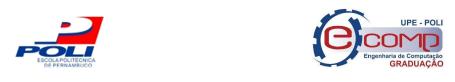 POLI
ESCOLA POLITÉCNICA
DE PERNAMBUCO
UPE - POLI
ecomp
Engenharia de Computação
GRADUAÇÃO